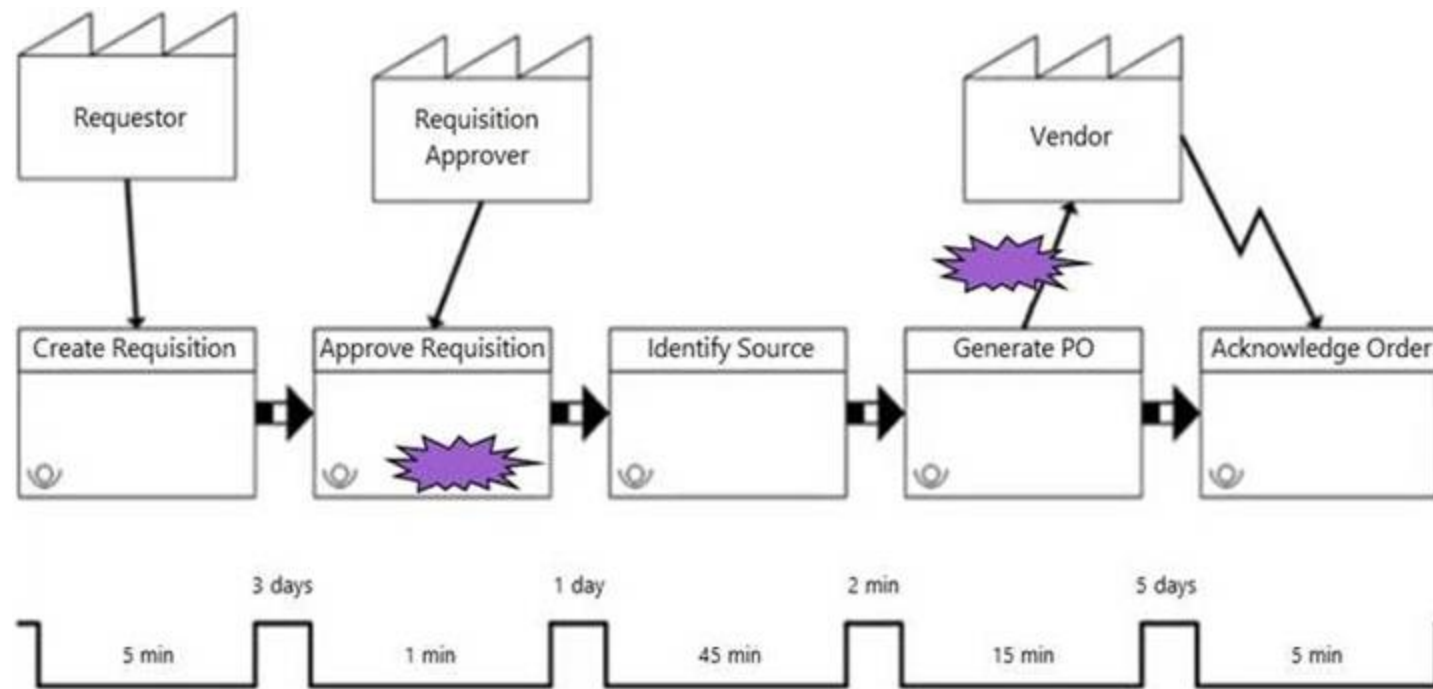 Requestor
Requisition
Approver
Vendor
Create Requisition
Approve Requisition
Identify Source
Generate PO
Acknowledge Order
3 days
1 day
2 min
5 days
5 min
1 min
45 min
15 min
5 min